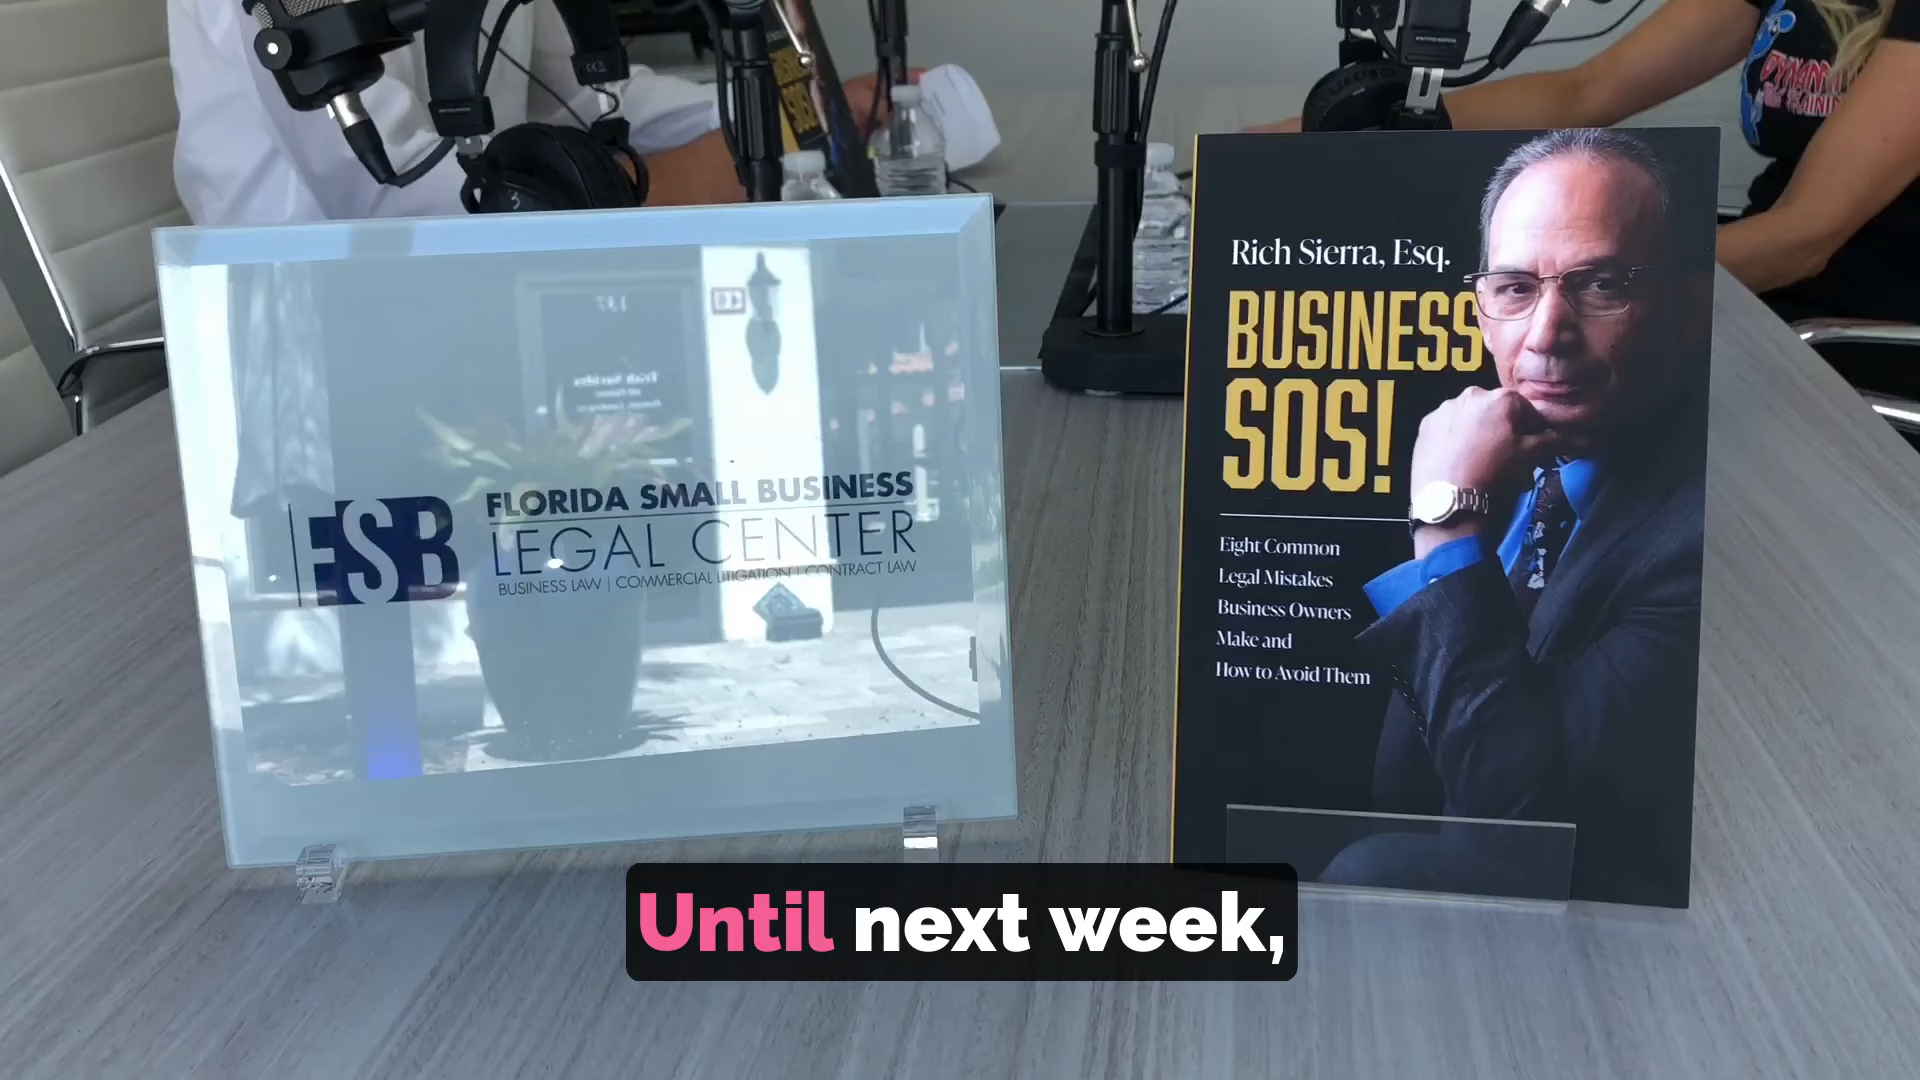 FSB
FLORIDA SMALL BUSINESS
LEGAL CENTER
BUSINESS LAW | COMMERCIAL LITIGATION | CONTRACT LAW
Rich Sierra, Esq.
BUSINESS
SOS!
Eight Common
Legal Mistakes
Business Owners
Make and
How to Avoid Them
Until next week,